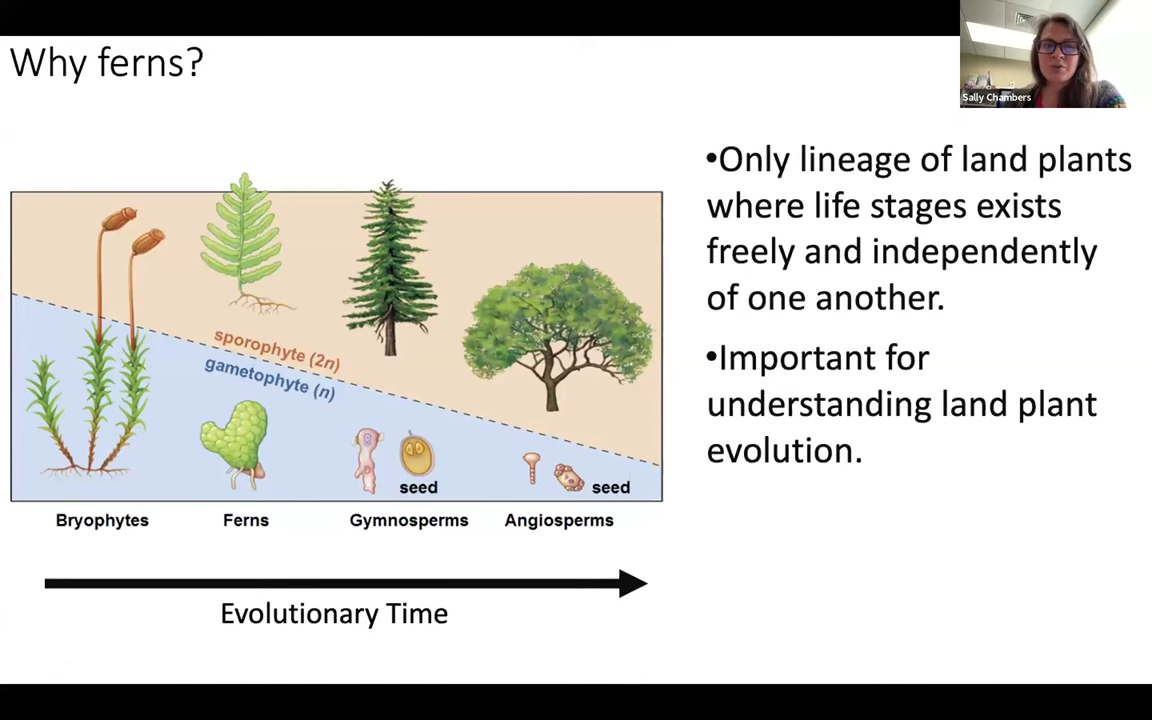 Why ferns?
Sally Chambers
•Only lineage of land plants
where life stages exists
freely and independently
of one another.
•Important for
understanding land plant
evolution.
sporophyte (2n)
gametophyte (n)
seed
seed
Bryophytes
Ferns
Gymnosperms
Angiosperms
Evolutionary Time